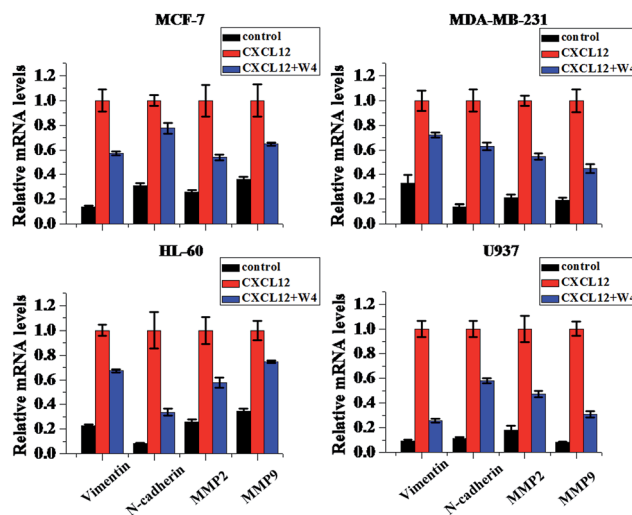 MCF-7
control
CXCL12
CXCL12+W4
Relative mRNA levels
1.2
1.0
0.8
0.6
0.4
0.2
0.0
MDA-MB-231
control
CXCL12
CXCL12+W4
Relative mRNA levels
1.2
1.0
0.8
0.6
0.4
0.2
0.0
HL-60
control
CXCL12
CXCL12+W4
Relative mRNA levels
1.2
1.0
0.8
0.6
0.4
0.2
0.0
Vimentin
N-cadherin
MMP2
MMP9
U937
control
CXCL12
CXCL12+W4
Relative mRNA levels
1.2
1.0
0.8
0.6
0.4
0.2
0.0
Vimentin
N-cadherin
MMP2
MMP9